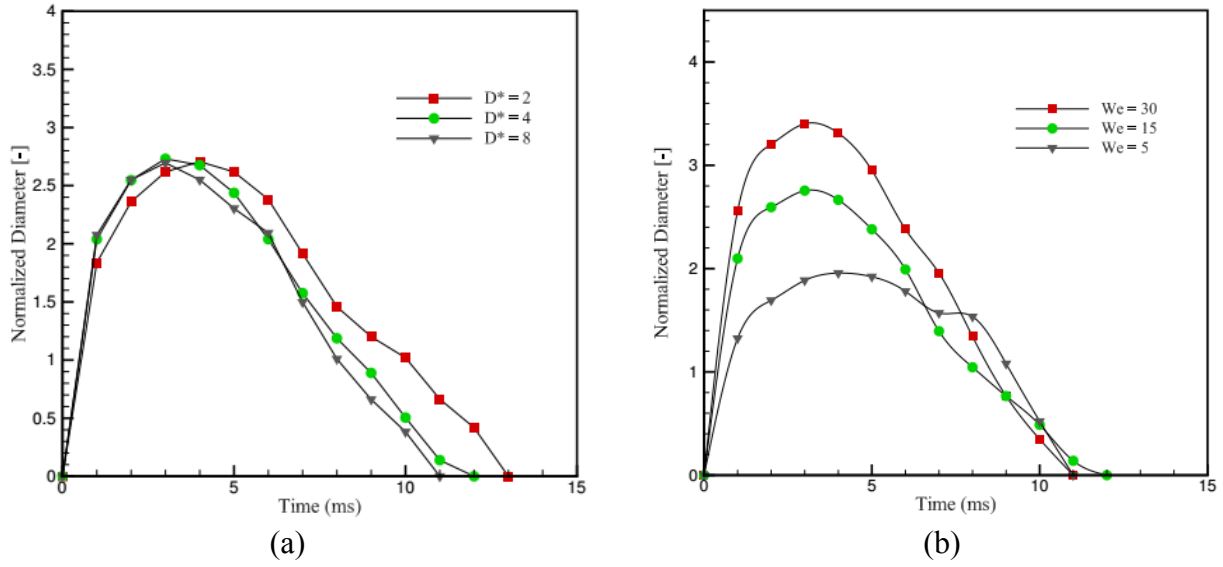 4
3.5
3
2.5
2
1.5
1
0.5
0
0
5
10
15
Normalized Diameter [-]
Time (ms)
D* = 2
D* = 4
D* = 8
(a)
4
3
2
1
0
0
5
10
15
Normalized Diameter [-]
Time (ms)
We = 30
We = 15
We = 5
(b)